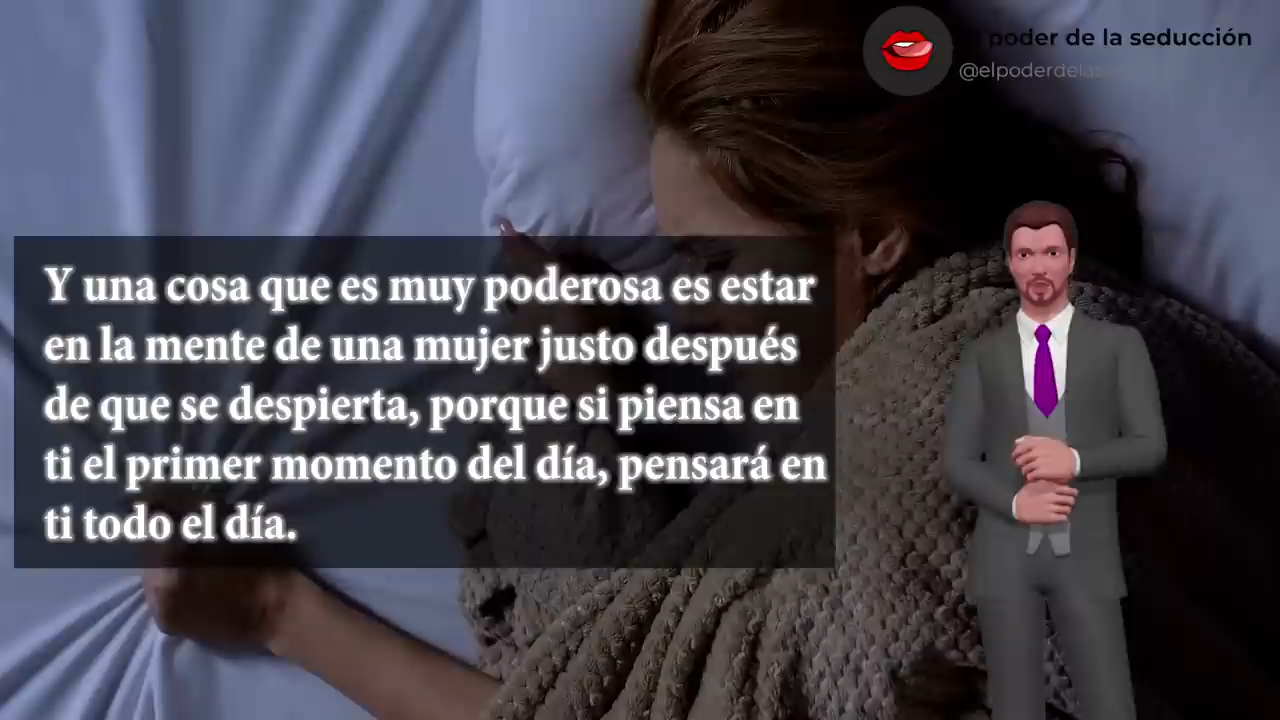 poder de la seducción
@elpoderdelas
Y una cosa que es muy poderosa es estar
en la mente de una mujer justo después
de que se despierta, porque si piensa en
ti el primer momento del día, pensará en
ti todo el día.